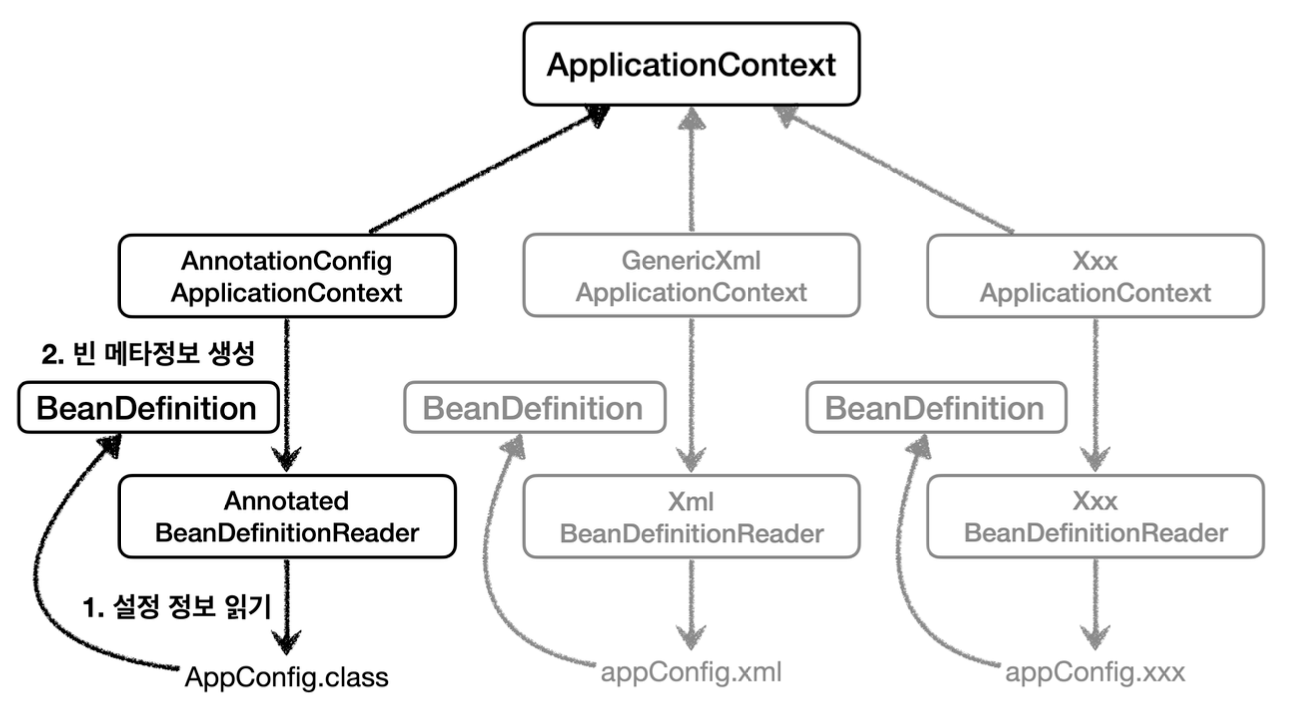 ApplicationContext
AnnotationConfig
ApplicationContext
GenericXml
ApplicationContext
Xxx
ApplicationContext
2. 빈 메타정보 생성
BeanDefinition
BeanDefinition
BeanDefinition
Annotated
BeanDefinitionReader
Xml
BeanDefinitionReader
Xxx
BeanDefinitionReader
1. 설정 정보 읽기
AppConfig.class
appConfig.xml
appConfig.xxx